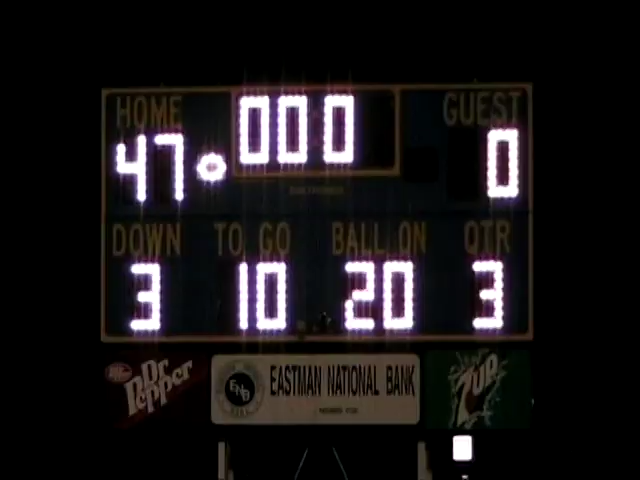 HOME 000 GUEST
47 0
DOWN TO GO BALL ON QTR
3 10 20 3
Dr Pepper
ENB
EASTMAN NATIONAL BANK
7UP